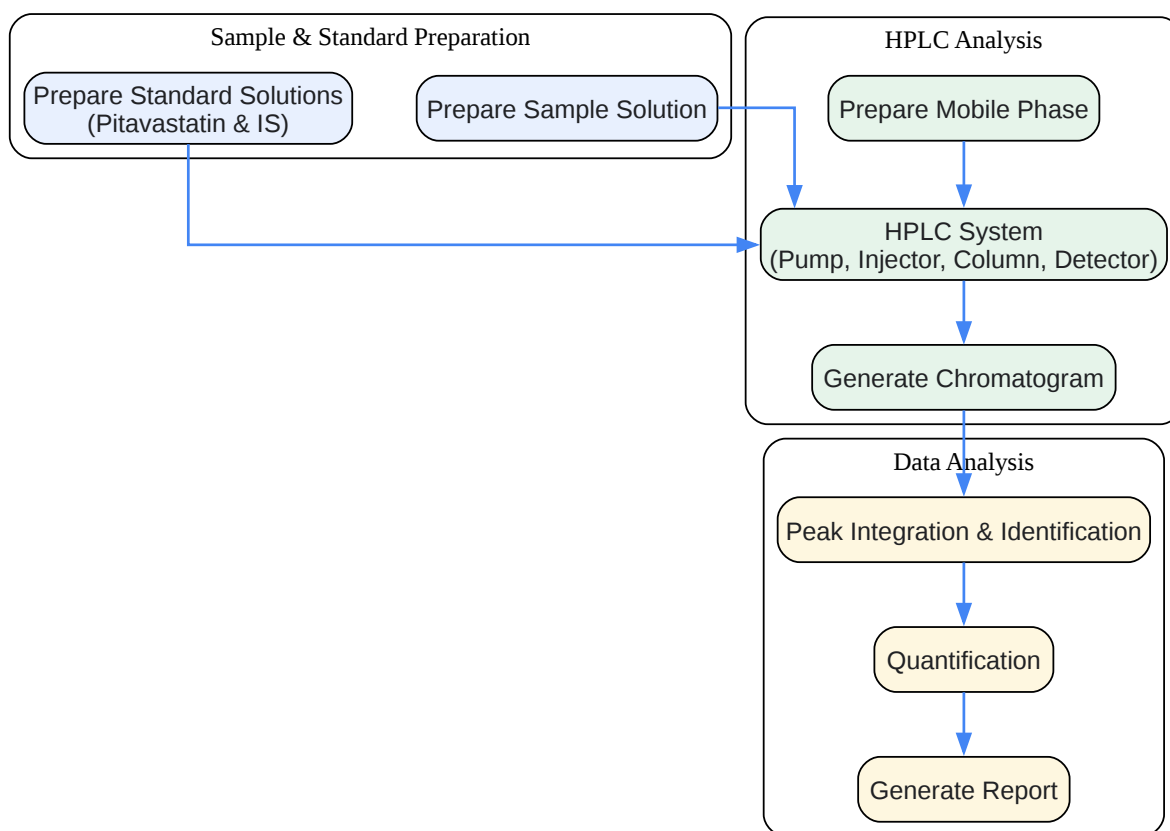 Sample & Standard Preparation
Prepare Standard Solutions
(Pitavastatin & IS)
Prepare Sample Solution
HPLC Analysis
Prepare Mobile Phase
HPLC System
(Pump, Injector, Column, Detector)
Generate Chromatogram
Data Analysis
Peak Integration & Identification
Quantification
Generate Report